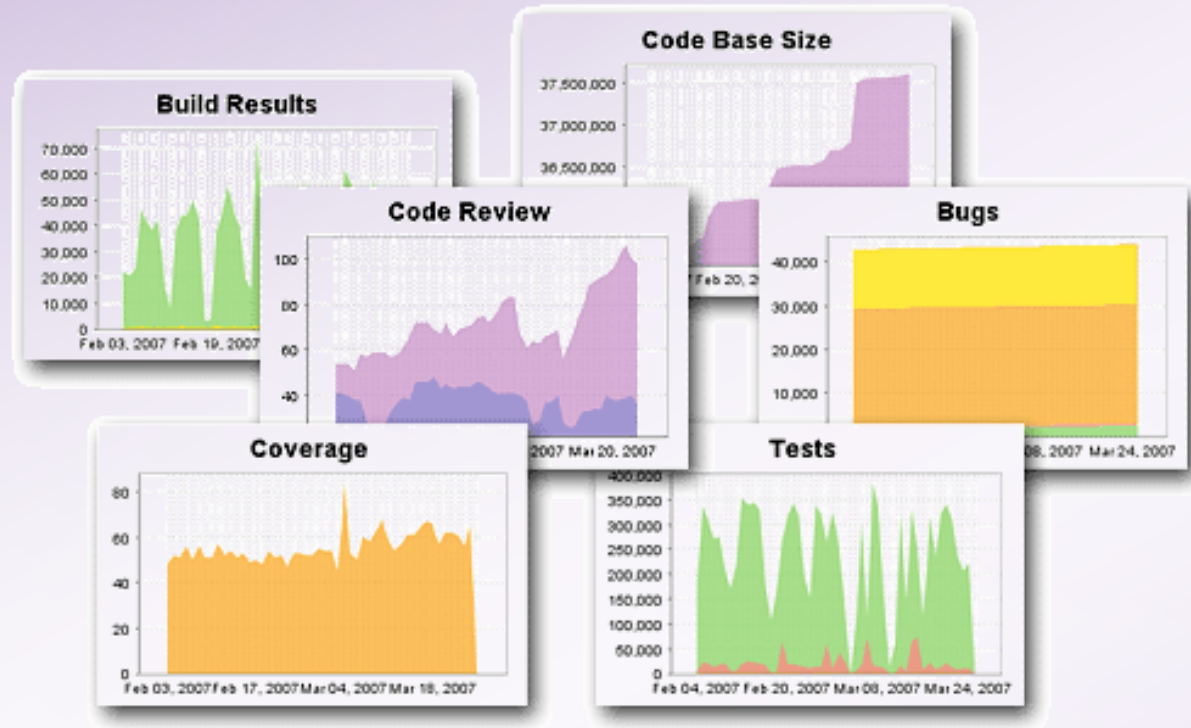 Code Base Size
37,500,000
37,000,000
36,500,000
Feb 20, 2
Build Results
70,000
60,000
50,000
40,000
30,000
20,000
10,000
0
Feb 03, 2007 Feb 19, 2007
Code Review
100
80
60
40
2007 Mar 20, 2007
Bugs
40,000
30,000
20,000
10,000
08, 2007 Mar 24, 2007
Coverage
80
60
40
20
0
Feb 03, 2007 Feb 17, 2007 Mar 04, 2007 Mar 18, 2007
Tests
400,000
350,000
300,000
250,000
200,000
150,000
100,000
50,000
0
Feb 04, 2007 Feb 20, 2007 Mar 08, 2007 Mar 24, 2007